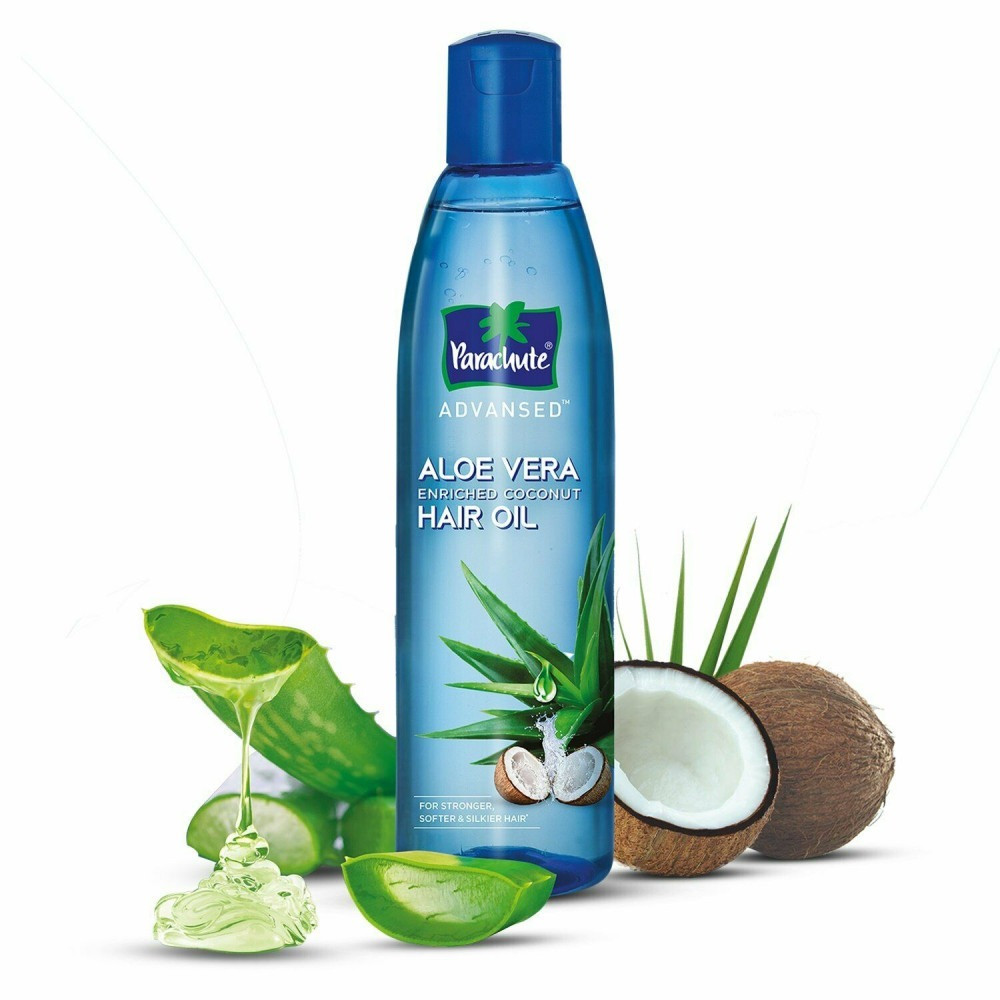 Parachute®
ADVANSED™
ALOE VERA
ENRICHED COCONUT
HAIR OIL
FOR STRONGER,
SOFTER & SILKIER HAIR*